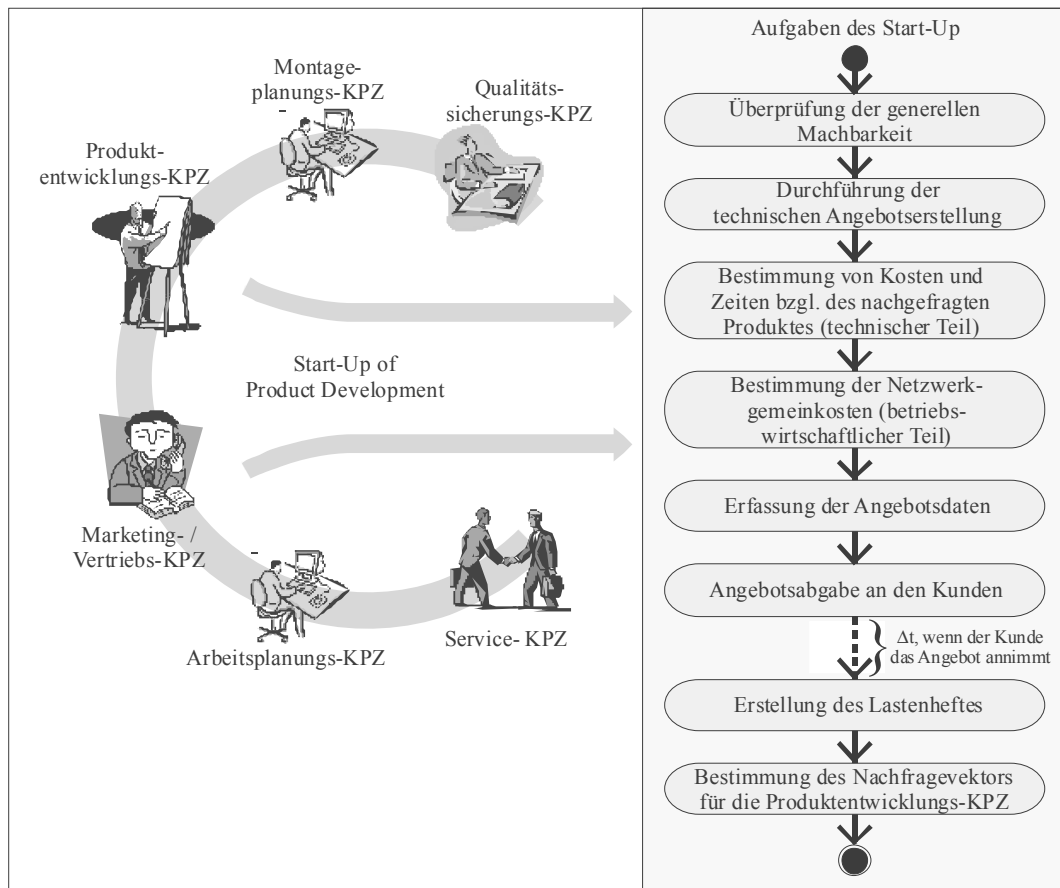 Montage-
planungs-KPZ
Qualitäts-
sicherungs-KPZ
Produkt-
entwicklungs-KPZ
Start-Up of
Product Development
Marketing- /
Vertriebs-KPZ
Arbeitsplanungs-KPZ
Service- KPZ
Aufgaben des Start-Up
Überprüfung der generellen
Machbarkeit
Durchführung der
technischen Angebotserstellung
Bestimmung von Kosten und
Zeiten bzgl. des nachgefragten
Produktes (technischer Teil)
Bestimmung der Netzwerk-
gemeinkosten (betriebs-
wirtschaftlicher Teil)
Erfassung der Angebotsdaten
Angebotsabgabe an den Kunden
Δt, wenn der Kunde
das Angebot annimmt
Erstellung des Lastenheftes
Bestimmung des Nachfragevektors
für die Produktentwicklungs-KPZ